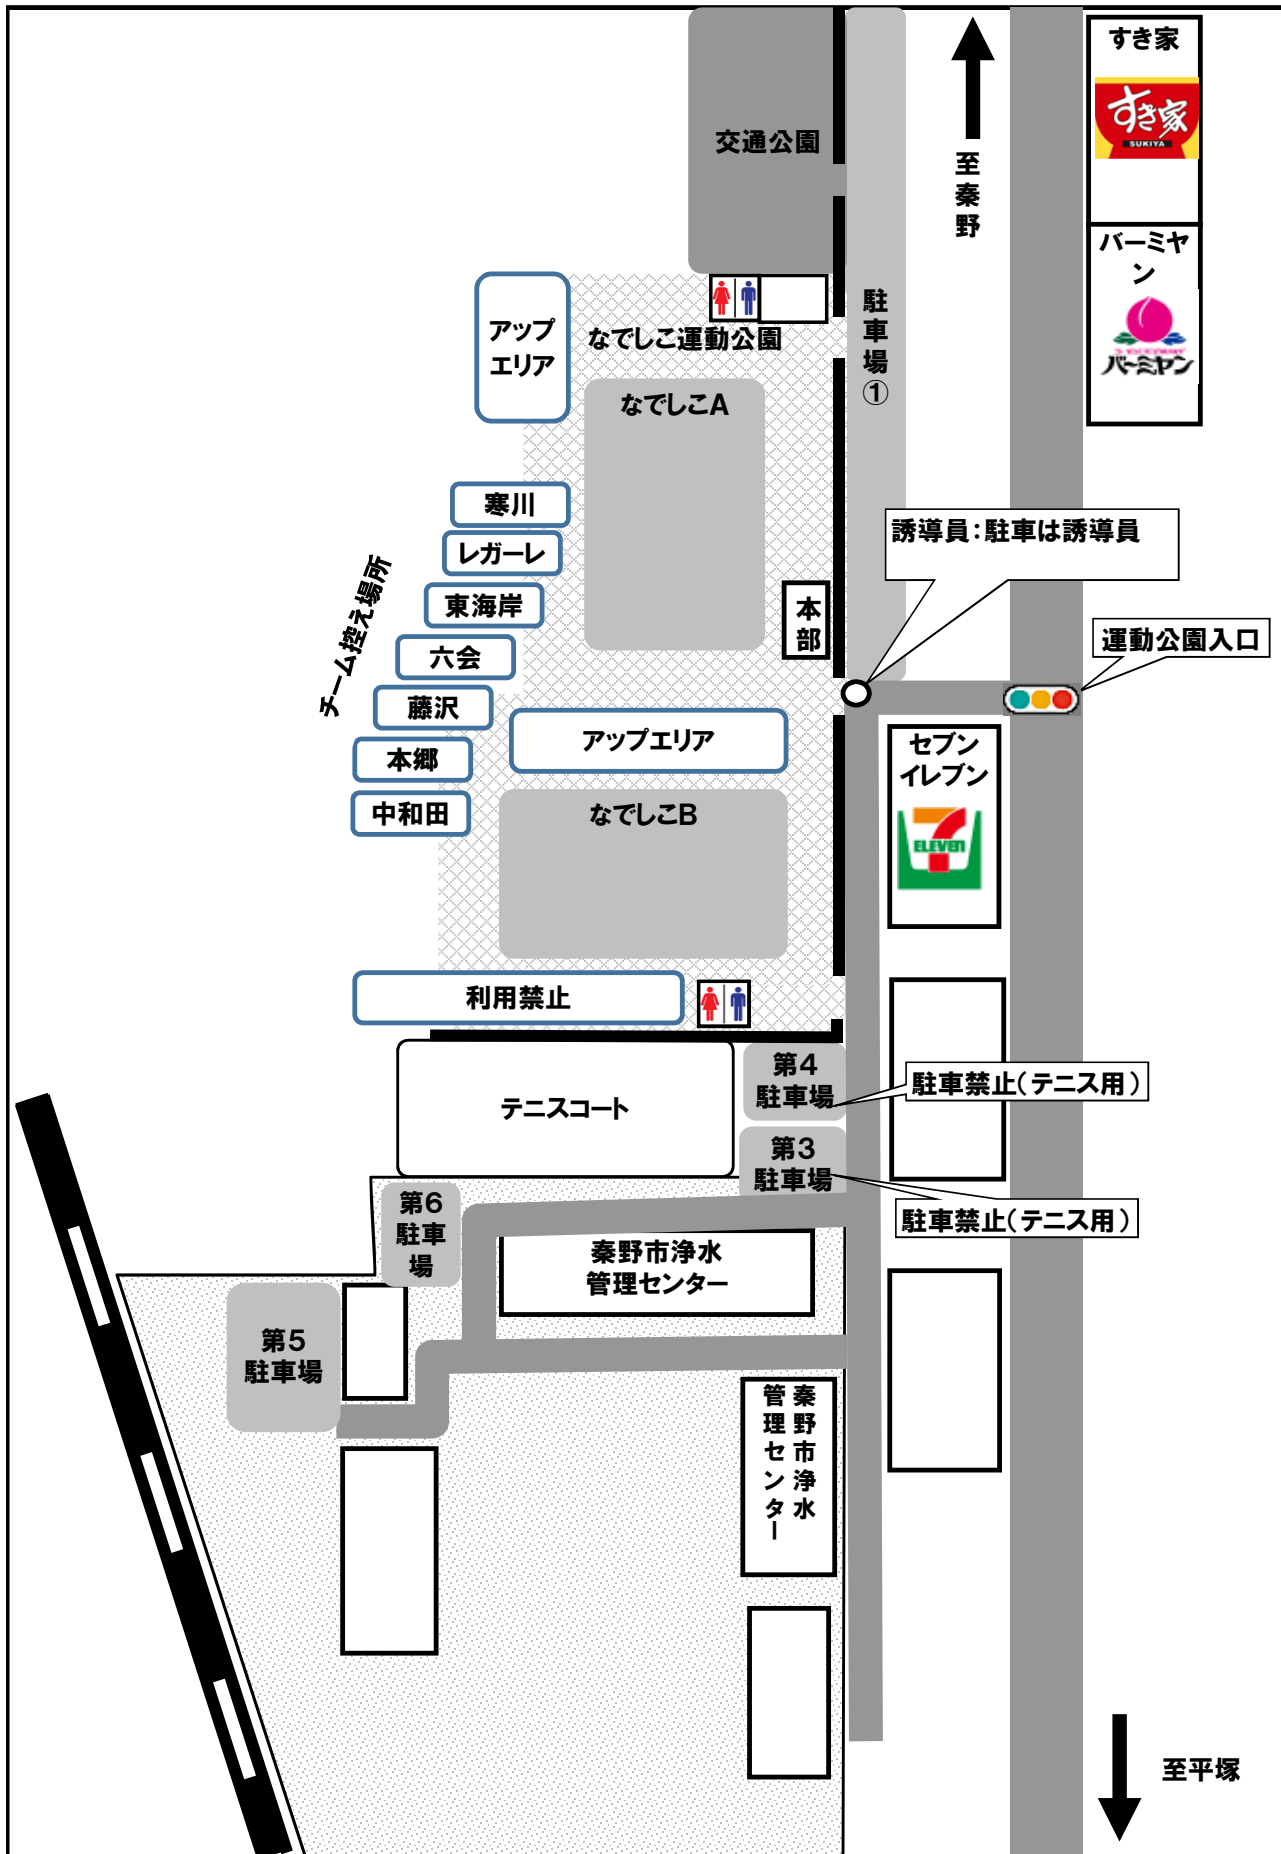 すき家
すき家
SUKIYA
交通公園
至秦野
バーミヤ
ン
バーミヤン
駐車場①
アップ
エリア
なでしこ運動公園
なでしこA
寒川
レガーレ
東海岸
六会
藤沢
本郷
中和田
チーム控え場所
本部
誘導員：駐車は誘導員
運動公園入口
アップエリア
セブン
イレブン
7
ELEVEN
なでしこB
利用禁止
テニスコート
第4
駐車場
駐車禁止（テニス用）
第3
駐車場
駐車禁止（テニス用）
第6
駐車
場
秦野市浄水
管理センター
第5
駐車場
秦野市浄水
管理センター
至平塚